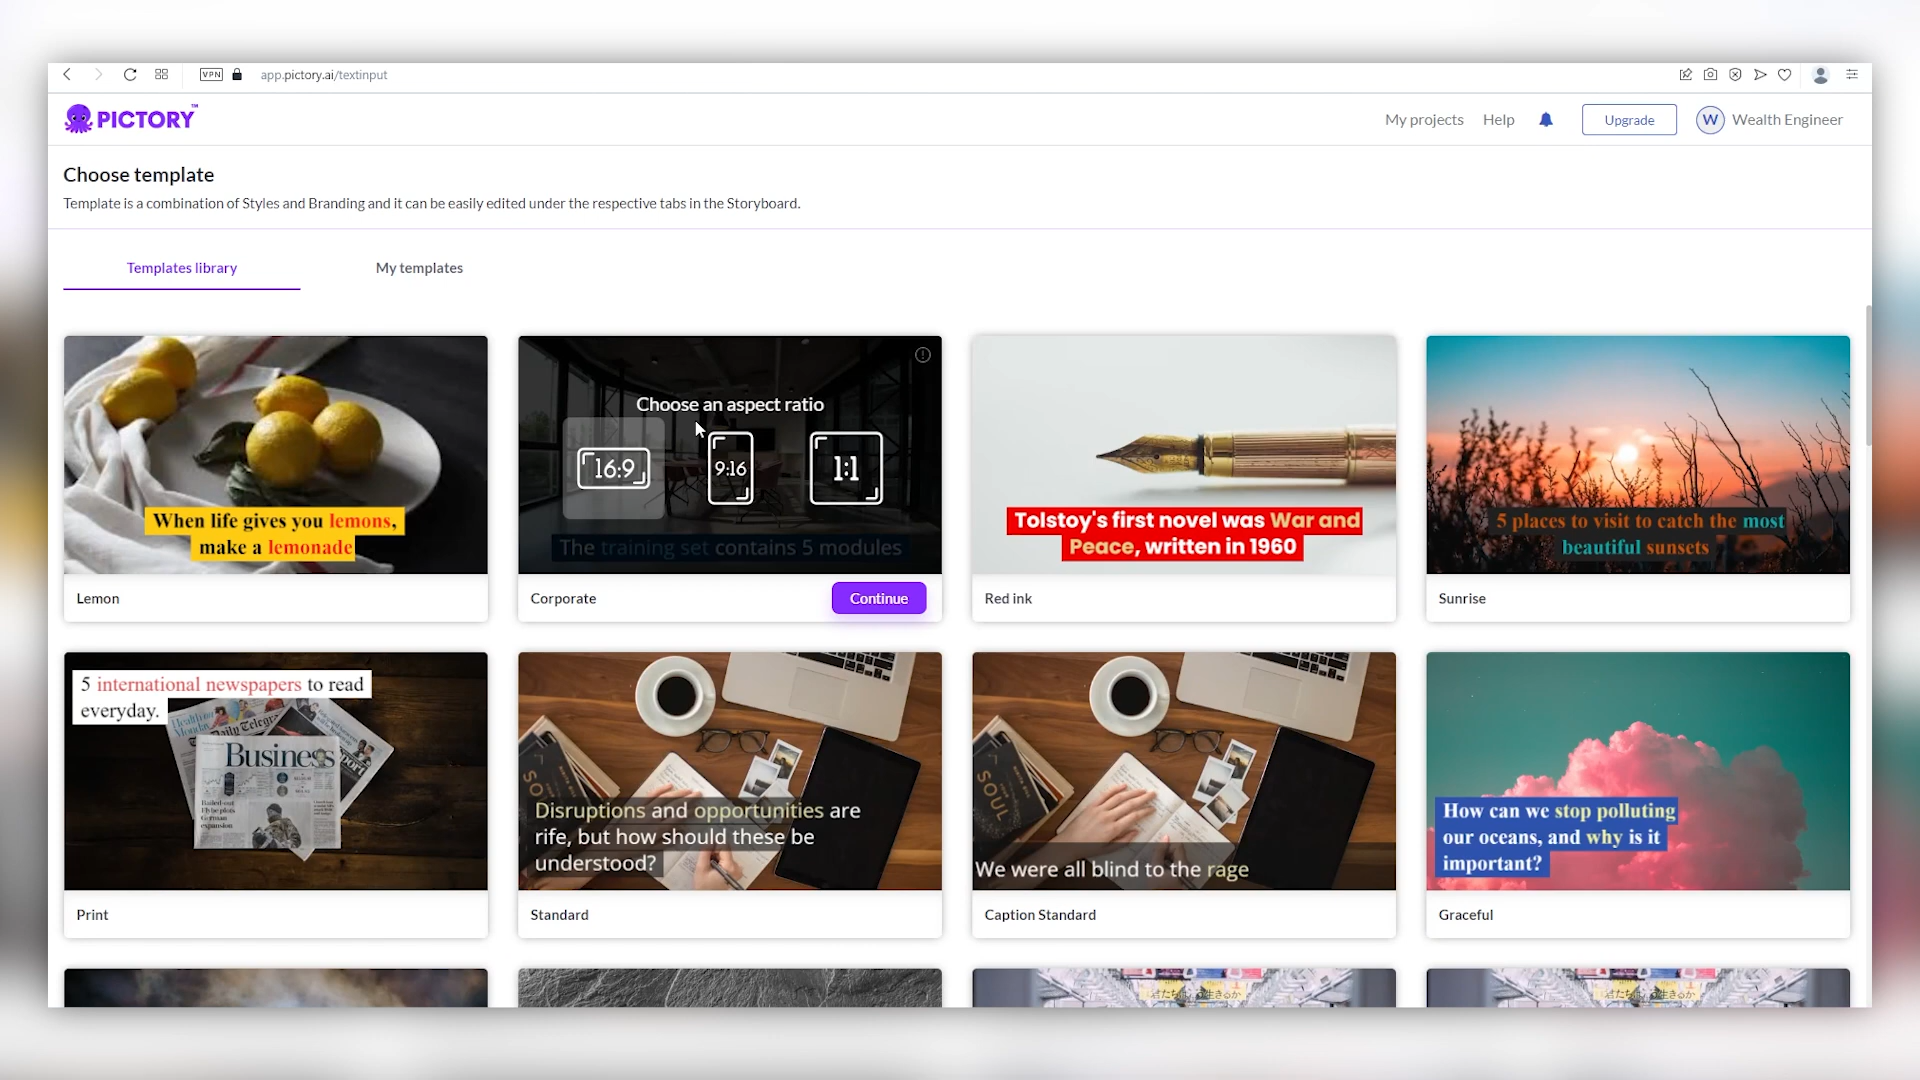 VPN
app.pictory.ai/textinput
PICTORY™
My projects
Help
Upgrade
W
Wealth Engineer
Choose template
Template is a combination of Styles and Branding and it can be easily edited under the respective tabs in the Storyboard.
Templates library
My templates
When life gives you lemons,
make a lemonade
Lemon
Choose an aspect ratio
16:9
9:16
1:1
The training set contains 5 modules
Corporate
Continue
Tolstoy's first novel was War and
Peace, written in 1960
Red ink
5 places to visit to catch the most
beautiful sunsets
Sunrise
5 international newspapers to read
everyday.
Daily Telegra
Business
Print
SOUL
Disruptions and opportunities are
rife, but how should these be
understood?
Standard
SOUL
We were all blind to the rage
Caption Standard
How can we stop polluting
our oceans, and why is it
important?
Graceful